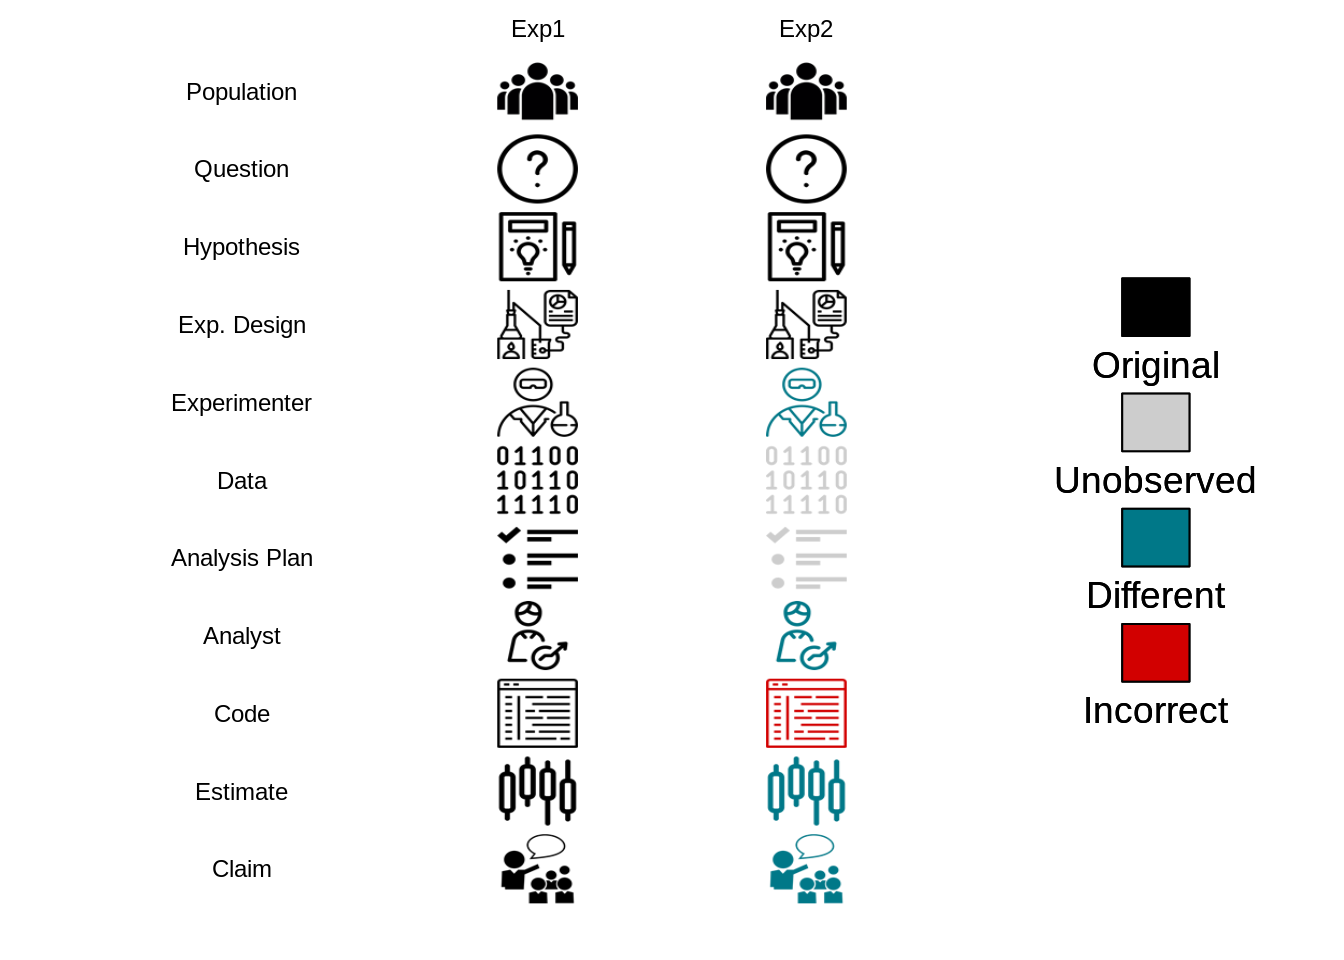 Exp1 Exp2
Population
Question
?
?
Hypothesis
Exp. Design
Experimenter
Data
01100
10110
11110
01100
10110
11110
Analysis Plan
Analyst
Code
Estimate
Claim
Original
Unobserved
Different
Incorrect